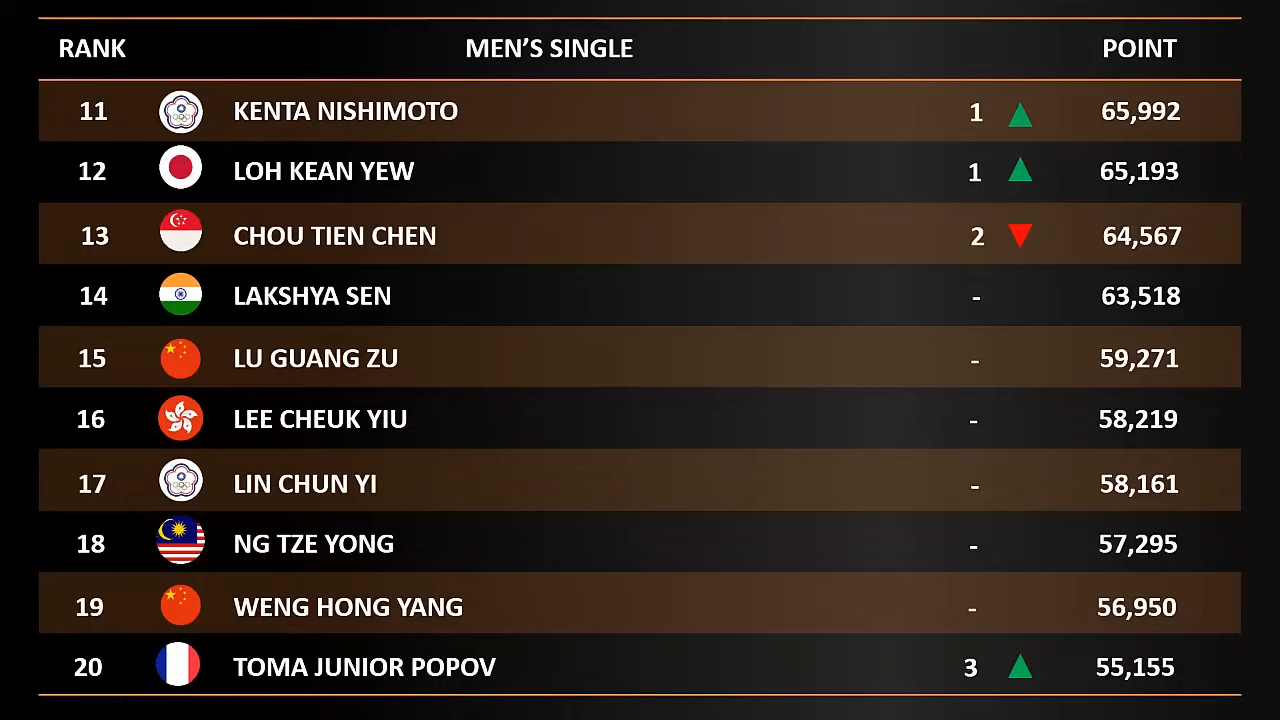 RANK MEN'S SINGLE POINT
11 KENTA NISHIMOTO 1 65,992
12 LOH KEAN YEW 1 65,193
13 CHOU TIEN CHEN 2 64,567
14 LAKSHYA SEN - 63,518
15 LU GUANG ZU - 59,271
16 LEE CHEUK YIU - 58,219
17 LIN CHUN YI - 58,161
18 NG TZE YONG - 57,295
19 WENG HONG YANG - 56,950
20 TOMA JUNIOR POPOV 3 55,155